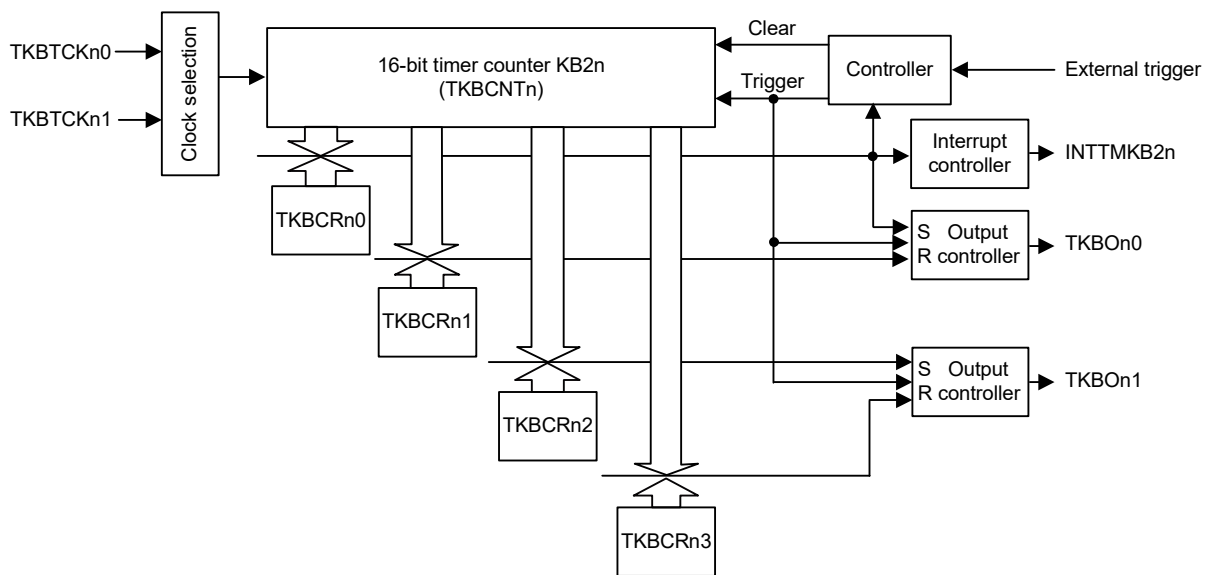 TKBTCKn0
TKBTCKn1
Clock selection
16-bit timer counter KB2n
(TKBCNTn)
Clear
Trigger
Controller
External trigger
Interrupt
controller
INTTMKB2n
TKBCRn0
S Output
R controller
TKBOn0
TKBCRn1
S Output
R controller
TKBOn1
TKBCRn2
TKBCRn3